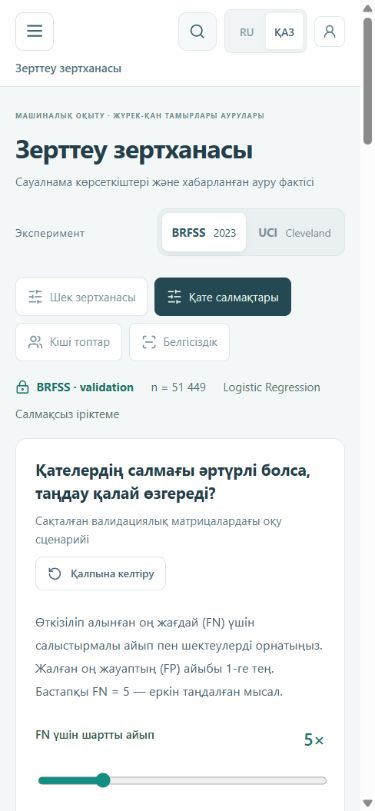 RU ҚАЗ
Зерттеу зертханасы
МАШИНАЛЫҚ ОҚЫТУ · ЖҮРЕК-ҚАН ТАМЫРЛАРЫ АУРУЛАРЫ
Зерттеу зертханасы
Сауалнама көрсеткіштері және хабарланған ауру фактісі
Эксперимент BRFSS 2023 UCI Cleveland
Шек зертханасы Қате салмақтары
Кіші топтар Белгісіздік
BRFSS · validation n = 51 449 Logistic Regression
Салмақсыз іріктеме
Қателердің салмағы әртүрлі болса,
таңдау қалай өзгереді?
Сақталған валидациялық матрицалардағы оқу
сценарийі
Қалпына келтіру
Өткізіліп алынған оң жағдай (FN) үшін
салыстырмалы айып пен шектеулерді орнатыңыз.
Жалған оң жауаптың (FP) айыбы 1-ге тең.
Бастапқы FN = 5 — еркін таңдалған мысал.
FN үшін шартты айып 5×